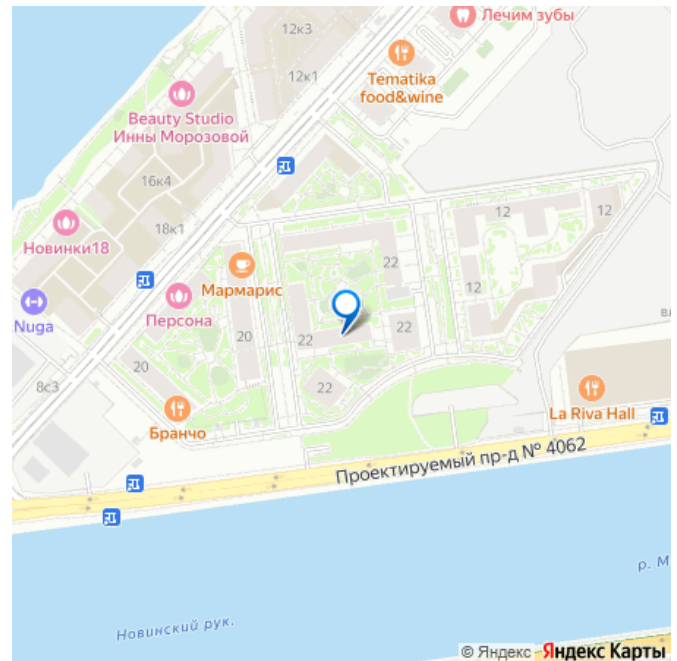 Лечим зубы
12к3
Tematika
food&wine
12к1
Beauty Studio
Инны Морозовой
16к4
18к1
12
12
Новинки18
22
Мармарис
22
12
Nuga
Персона
22
20
22
20
22
8с3
La Riva Hall
Бранчо
Проектируемый пр-д № 4062
р. М
Новинский рук.
© Яндекс Яндекс Карты